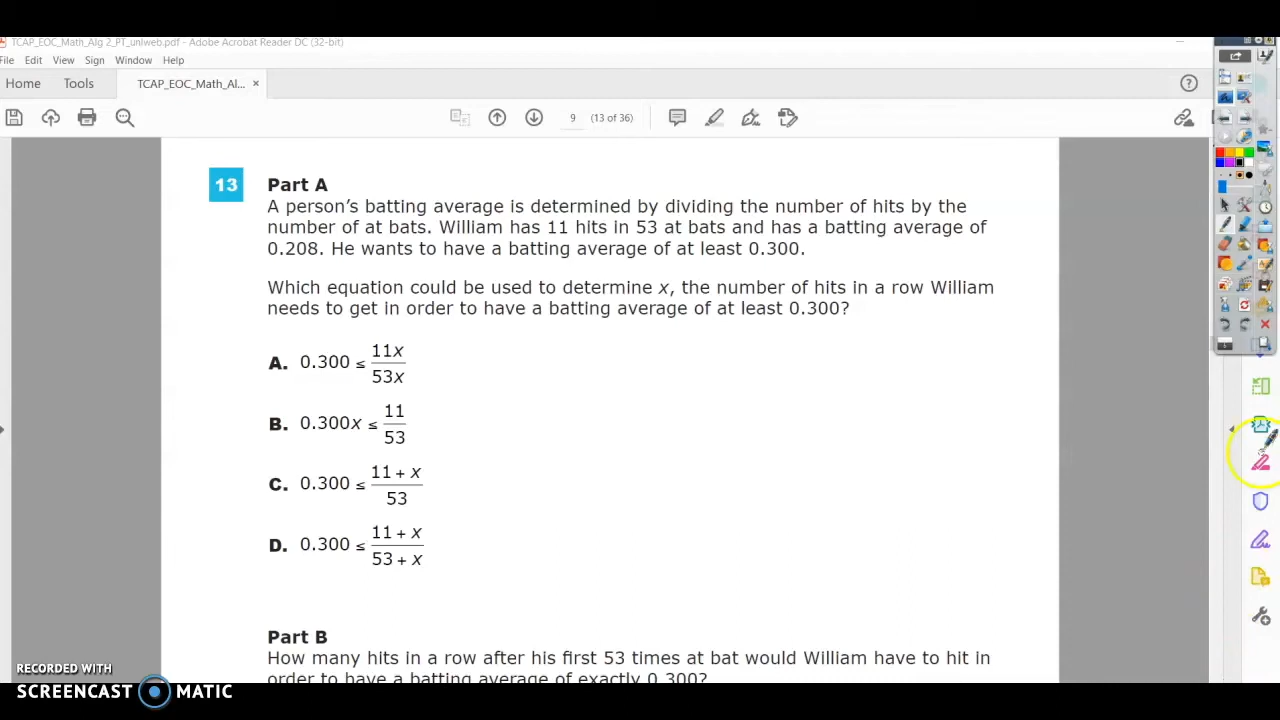 TCAP_EOC_Math_Alg 2_PT_unlweb.pdf - Adobe Acrobat Reader DC (32-bit)
File Edit View Sign Window Help
Home Tools TCAP_EOC_Math_Al... ×
9 (13 of 36)
13 Part A
A person's batting average is determined by dividing the number of hits by the
number of at bats. William has 11 hits in 53 at bats and has a batting average of
0.208. He wants to have a batting average of at least 0.300.
Which equation could be used to determine x, the number of hits in a row William
needs to get in order to have a batting average of at least 0.300?
A. 0.300 ≤ 11x/53x
B. 0.300x ≤ 11/53
C. 0.300 ≤ (11 + x)/53
D. 0.300 ≤ (11 + x)/(53 + x)
Part B
How many hits in a row after his first 53 times at bat would William have to hit in
order to have a batting average of exactly 0.300?
RECORDED WITH
SCREENCAST MATIC